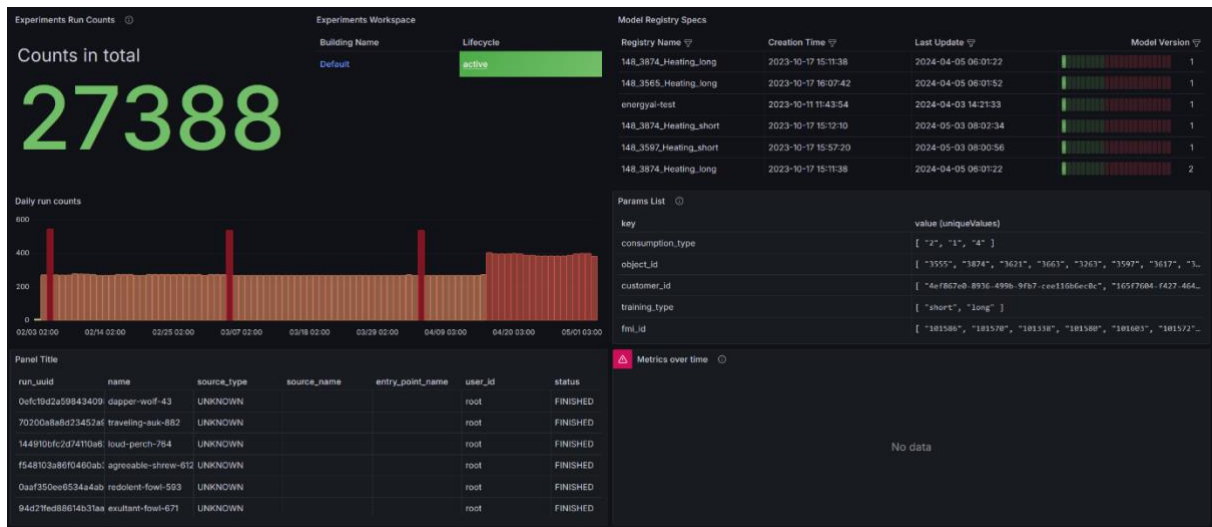 Experiments Run Counts
Counts in total
27388
Experiments Workspace
Building Name Lifecycle
Default active
Model Registry Specs
Registry Name Creation Time Last Update Model Version
148_3874_Heating_long 2023-10-17 15:11:38 2024-04-05 06:01:22 1
148_3565_Heating_long 2023-10-17 16:07:42 2024-04-05 06:01:52 1
energyai-test 2023-10-11 11:43:54 2024-04-03 14:21:33 1
148_3874_Heating_short 2023-10-17 15:12:10 2024-05-03 08:02:34 1
148_3597_Heating_short 2023-10-17 15:57:20 2024-05-03 08:00:56 1
148_3874_Heating_long 2023-10-17 15:11:38 2024-04-05 06:01:22 2
Daily run counts
600
400
200
0
02/03 02:00 02/14 02:00 02/25 02:00 03/07 02:00 03/18 02:00 03/29 02:00 04/09 03:00 04/20 03:00 05/01 03:00
Params List
key value (uniqueValues)
consumption_type [ "2", "1", "4" ]
object_id [ "3555", "3874", "3621", "3663", "3263", "3597", "3617", "3…
customer_id [ "4ef867e0-8936-499b-9fb7-cee116b6ec0c", "165f7604-f427-464…
training_type [ "short", "long" ]
fmi_id [ "101586", "101570", "101338", "101580", "101603", "101572"…
Panel Title
run_uuid name source_type source_name entry_point_name user_id status
0efc19d2a59843409 dapper-wolf-43 UNKNOWN root FINISHED
70200a8a8d23452a traveling-auk-882 UNKNOWN root FINISHED
144910bfc2d74110a6 loud-perch-764 UNKNOWN root FINISHED
f548103a86f0460ab agreeable-shrew-612 UNKNOWN root FINISHED
0aaf350ee6534a4ab redolent-fowl-593 UNKNOWN root FINISHED
94d21fed88614b31aa exultant-fowl-671 UNKNOWN root FINISHED
Metrics over time
No data